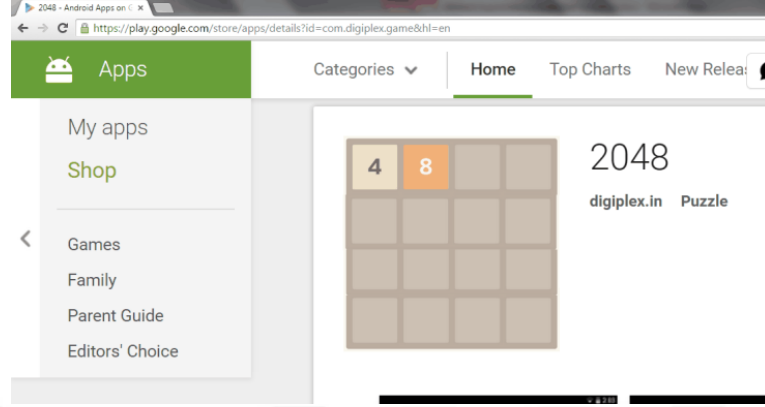 2048 - Android Apps on G
https://play.google.com/store/apps/details?id=com.digiplex.game&hl=en
Apps
Categories Home Top Charts New Relea
My apps
Shop
Games
Family
Parent Guide
Editors' Choice
4 8
2048
digiplex.in Puzzle